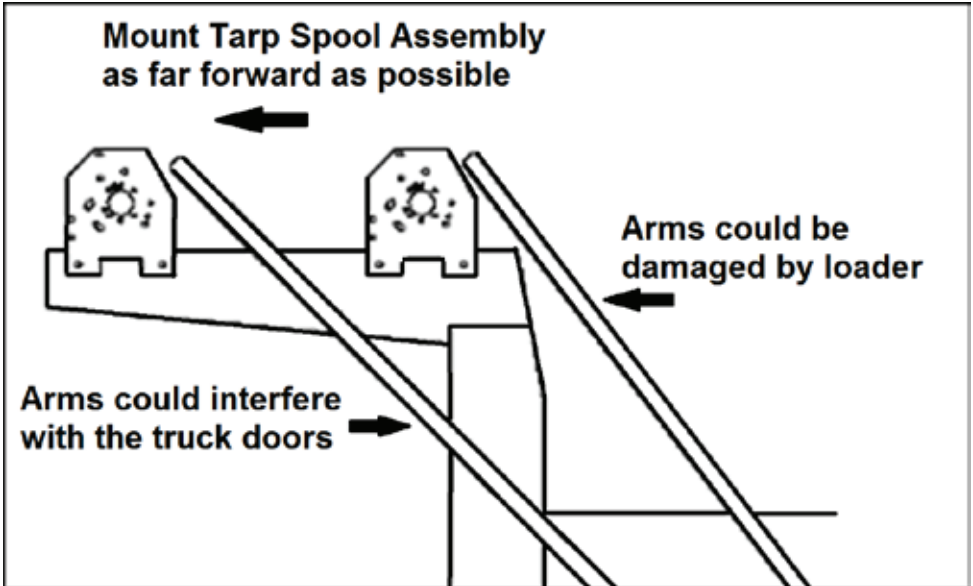 Mount Tarp Spool Assembly
as far forward as possible
Arms could be
damaged by loader
Arms could interfere
with the truck doors